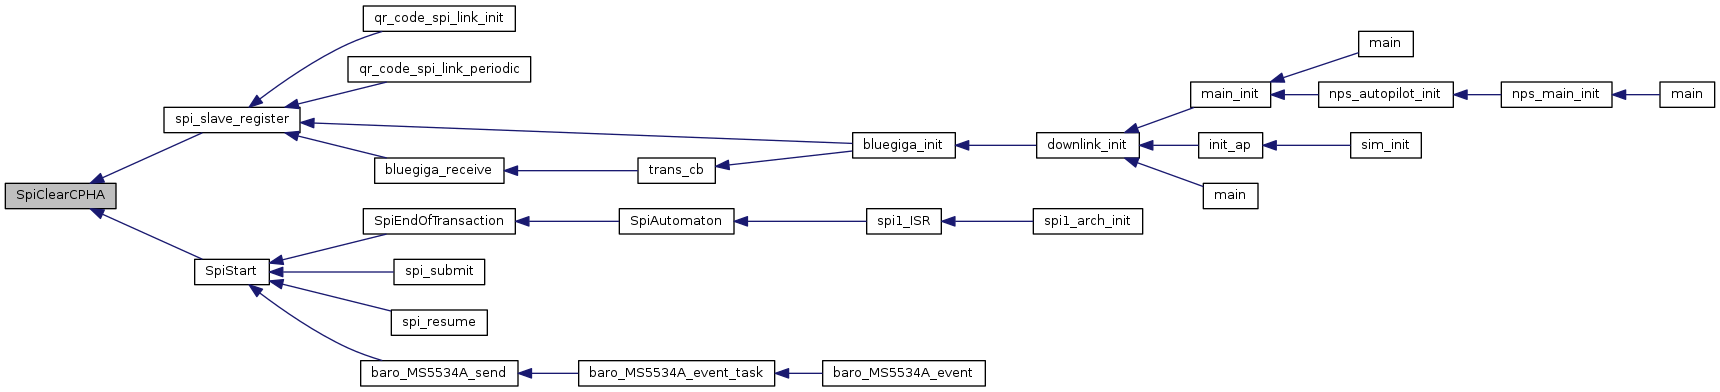 qr_code_spi_link_init
main
qr_code_spi_link_periodic
main_init
nps_autopilot_init
nps_main_init
main
spi_slave_register
bluegiga_init
downlink_init
init_ap
sim_init
bluegiga_receive
trans_cb
SpiClearCPHA
main
SpiEndOfTransaction
SpiAutomaton
spi1_ISR
spi1_arch_init
SpiStart
spi_submit
spi_resume
baro_MS5534A_send
baro_MS5534A_event_task
baro_MS5534A_event